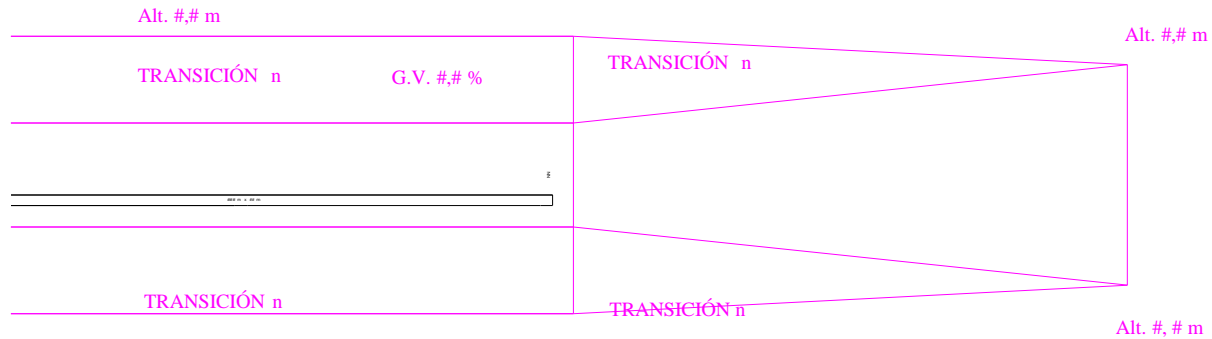 Alt. #,# m
Alt. #,# m
TRANSICIÓN n
G.V. #,# %
TRANSICIÓN n
TRANSICIÓN n
TRANSICIÓN n
Alt. #, # m